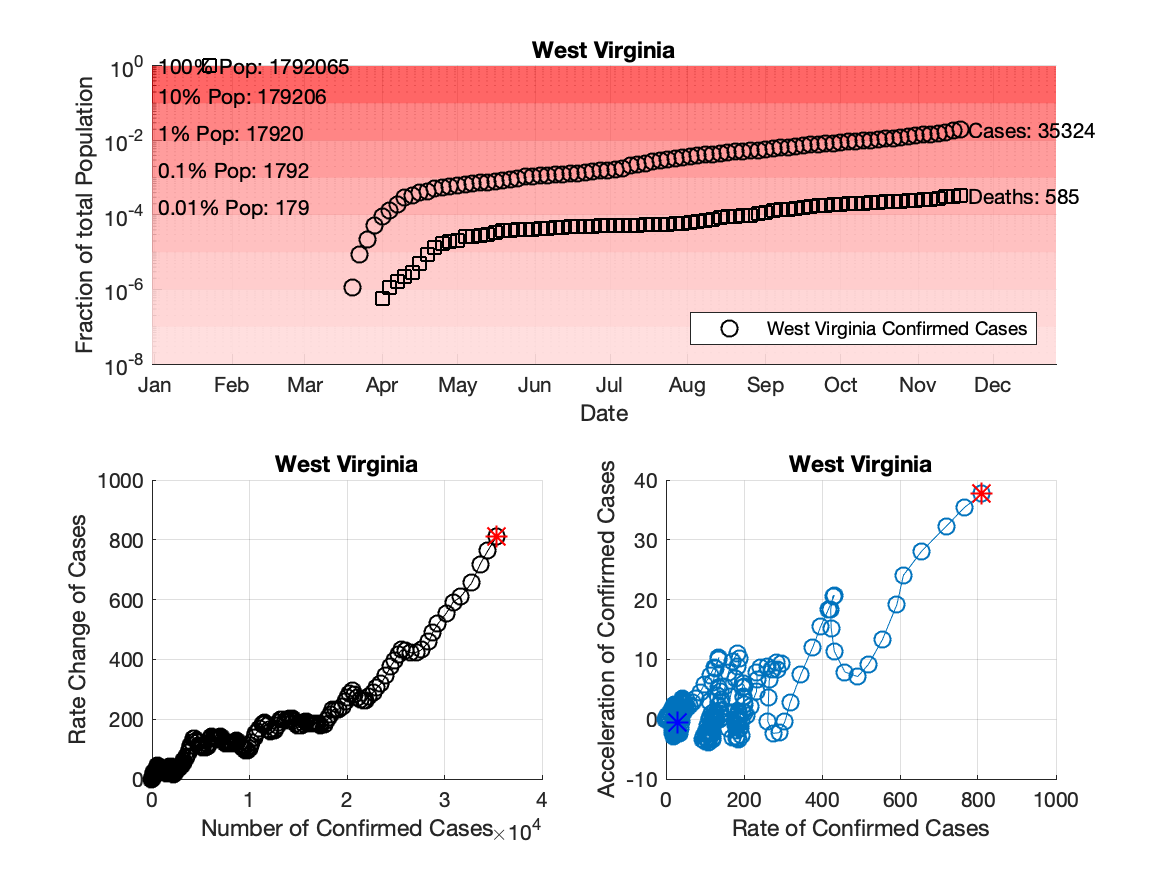 West Virginia
Fraction of total Population
10^0
10^-2
10^-4
10^-6
10^-8
100% Pop: 1792065
10% Pop: 179206
1% Pop: 17920
0.1% Pop: 1792
0.01% Pop: 179
Cases: 35324
Deaths: 585
West Virginia Confirmed Cases
Jan Feb Mar Apr May Jun Jul Aug Sep Oct Nov Dec
Date
West Virginia
Rate Change of Cases
1000
800
600
400
200
0
0 1 2 3 4
Number of Confirmed Cases ×10^4
West Virginia
Acceleration of Confirmed Cases
40
30
20
10
0
-10
0 200 400 600 800 1000
Rate of Confirmed Cases